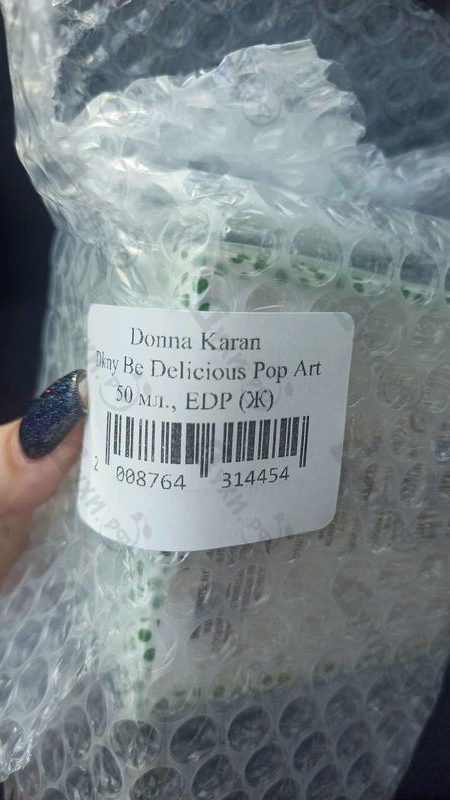 Donna Karan
Dkny Be Delicious Pop Art
50 мл., EDP (Ж)
2 008764 314454